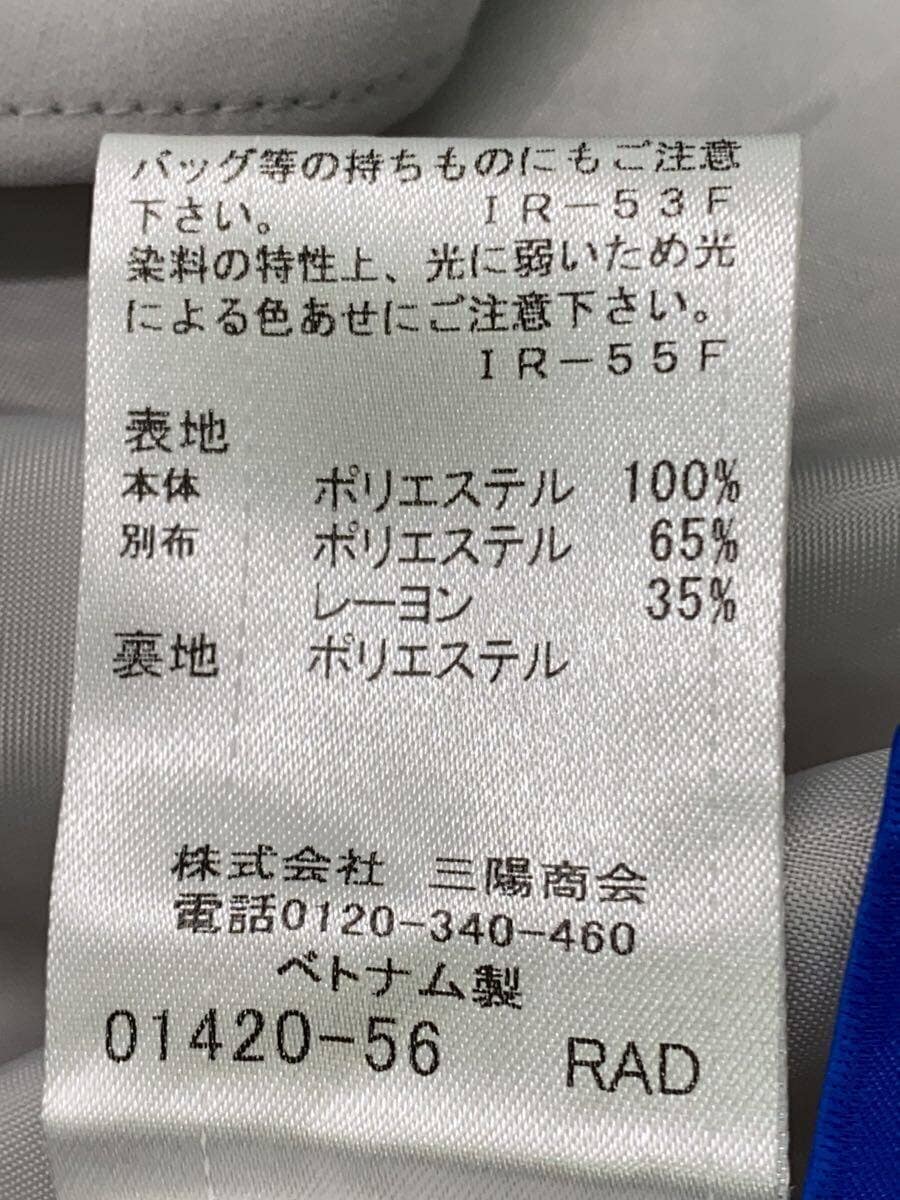 バッグ等の持ちものにもご注意
下さい。 IR-53F
染料の特性上、光に弱いため光
による色あせにご注意下さい。
IR-55F
表地
本体 ポリエステル 100%
別布 ポリエステル 65%
レーヨン 35%
裏地 ポリエステル
株式会社 三陽商会
電話0120-340-460
ベトナム製
01420-56 RAD